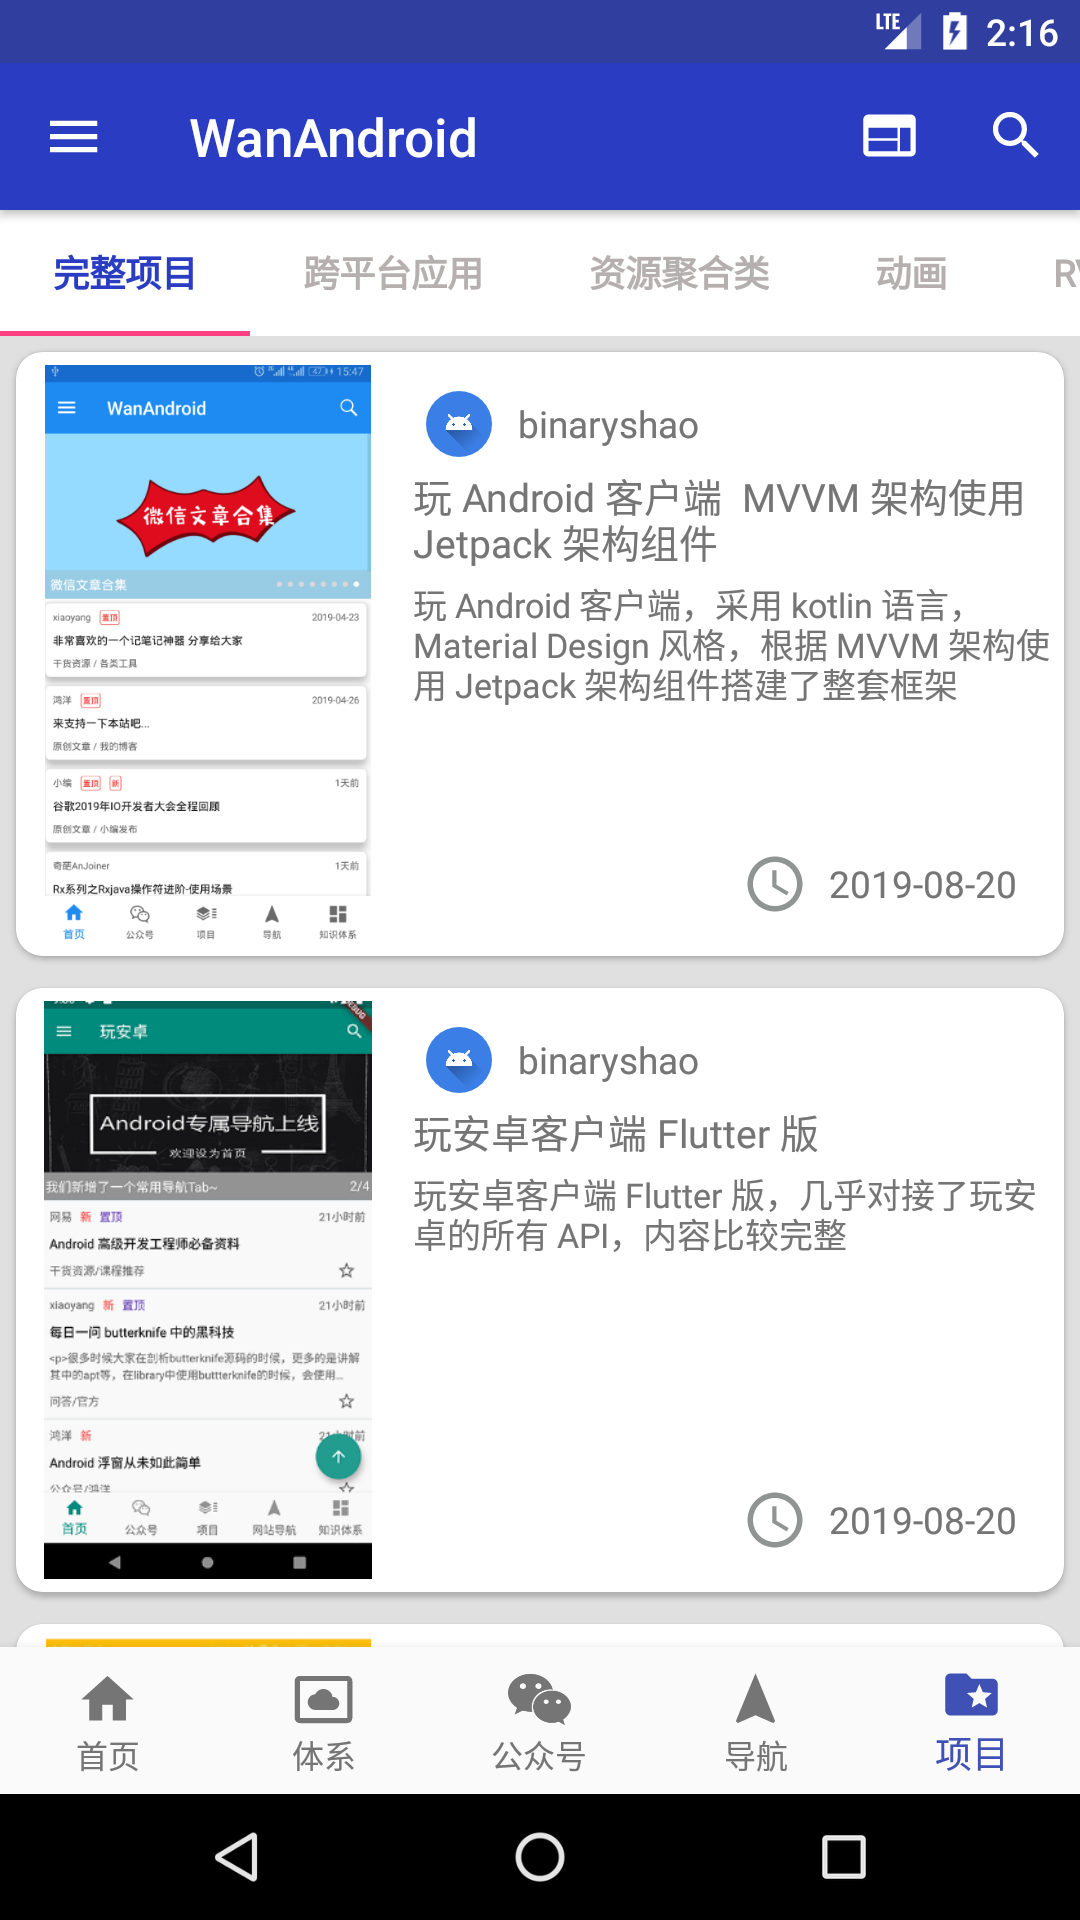 LTE 2:16
WanAndroid
完整项目 跨平台应用 资源聚合类 动画
15:47
WanAndroid
微信文章合集
微信文章合集
xiaoyang 置顶 2019-04-23
非常喜欢的一个记笔记神器 分享给大家
干货资源 / 各类工具
鸿洋 置顶 2019-04-26
来支持一下本站吧...
原创文章 / 我的博客
小编 置顶 新 1天前
谷歌2019年IO开发者大会全程回顾
原创文章 / 小编发布
奇葩AnJoiner 1天前
Rx系列之Rxjava操作符进阶-使用场景
首页 公众号 项目 导航 知识体系
binaryshao
玩 Android 客户端 MVVM 架构使用
Jetpack 架构组件
玩 Android 客户端，采用 kotlin 语言，
Material Design 风格，根据 MVVM 架构使
用 Jetpack 架构组件搭建了整套框架
2019-08-20
玩安卓
Android专属导航上线
欢迎设为首页
我们新增了一个常用导航Tab~ 2/4
网易 新 置顶 21小时前
Android 高级开发工程师必备资料
干货资源/课程推荐
xiaoyang 新 置顶 21小时前
每日一问 butterknife 中的黑科技
<p>很多时候大家在剖析butterknife源码的时候，更多的是讲解
其中的apt等，在library中使用buttterknife的时候，会使用...
问答/官方
鸿洋 新
Android 浮窗从未如此简单
公众号/鸿洋
首页 公众号 项目 网站导航 知识体系
binaryshao
玩安卓客户端 Flutter 版
玩安卓客户端 Flutter 版，几乎对接了玩安
卓的所有 API，内容比较完整
2019-08-20
首页 体系 公众号 导航 项目